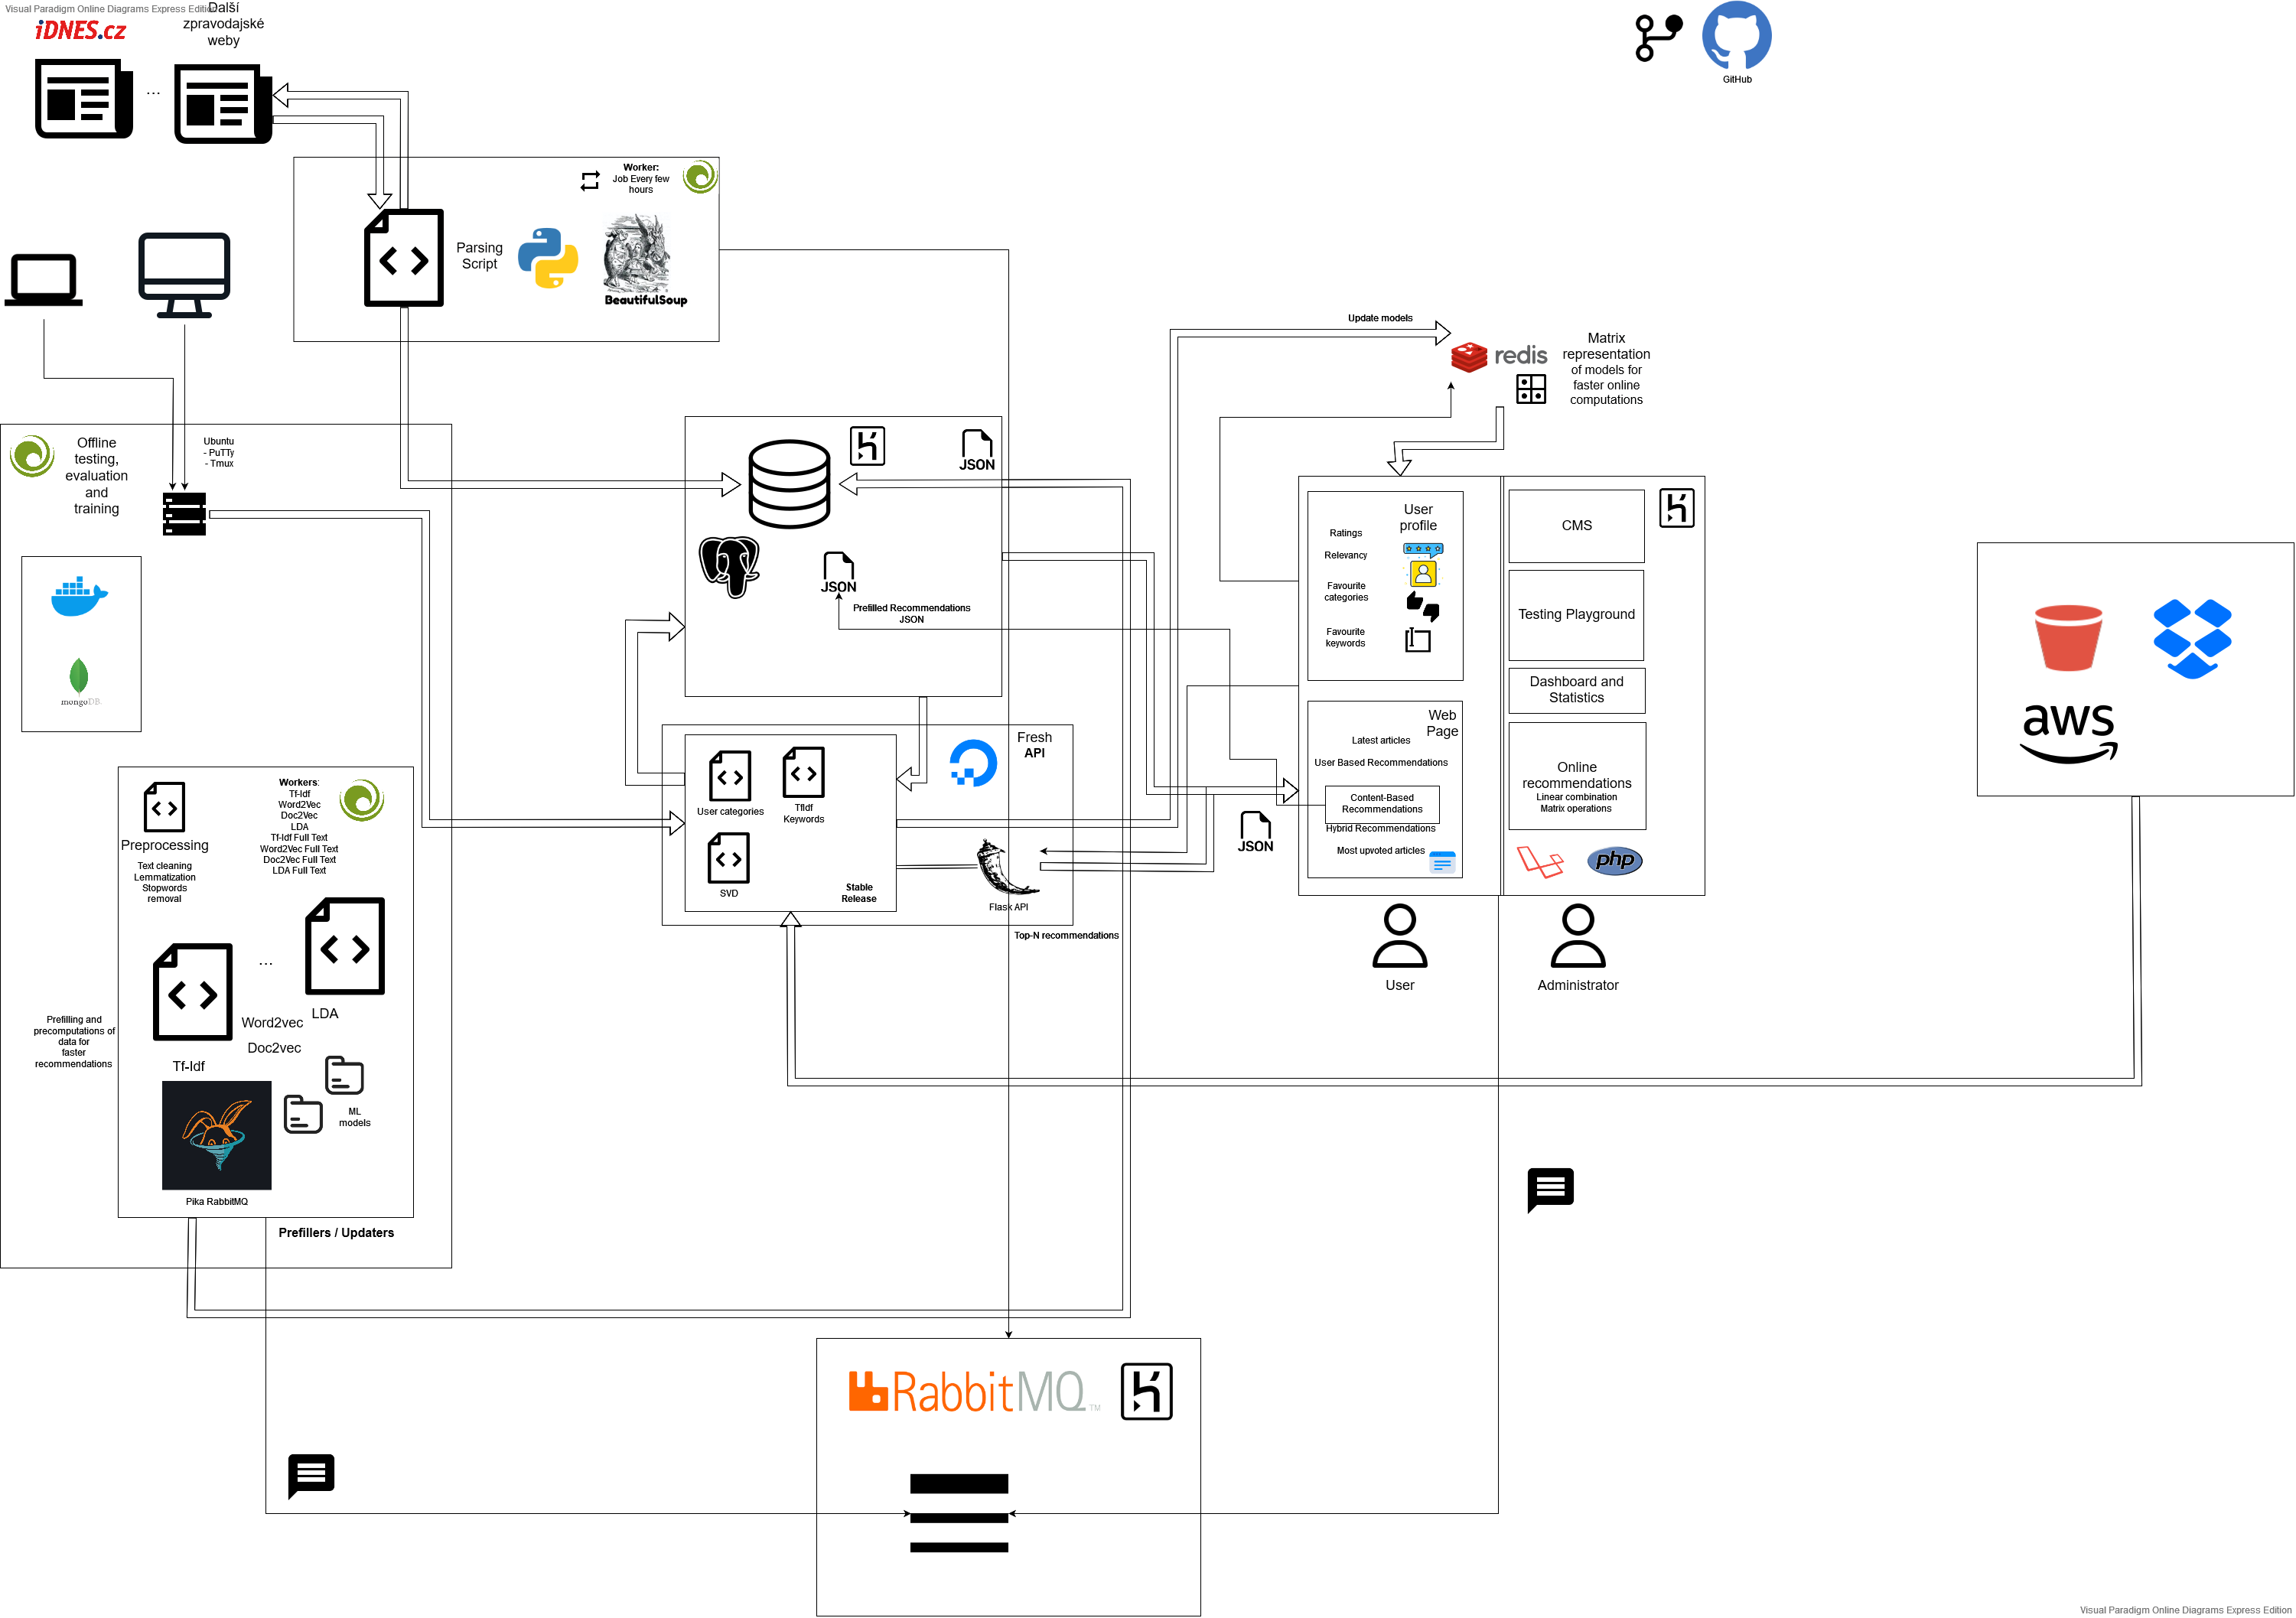 Visual Paradigm Online Diagrams Express Edition
iDNES.cz
Další
zpravodajské
weby
...
GitHub
Worker:
Job Every few
hours
Parsing
Script
BeautifulSoup
Update models
redis
Matrix
representation
of models for
faster online
computations
Offline
testing,
evaluation
and
training
Ubuntu
- PuTTy
- Tmux
mongoDB.
JSON
JSON
Prefilled Recommendations
JSON
User
profile
Ratings
Relevancy
Favourite
categories
Favourite
keywords
CMS
Testing Playground
Dashboard and
Statistics
Online
recommendations
Linear combination
Matrix operations
php
Web
Page
Latest articles
User Based Recommendations
Content-Based
Recommendations
Hybrid Recommendations
Most upvoted articles
JSON
User
Administrator
aws
Fresh
API
User categories
TfIdf
Keywords
SVD
Stable
Release
Flask API
Top-N recommendations
Preprocessing
Text cleaning
Lemmatization
Stopwords
removal
Workers:
Tf-Idf
Word2Vec
Doc2Vec
LDA
Tf-Idf Full Text
Word2Vec Full Text
Doc2Vec Full Text
LDA Full Text
...
LDA
Word2vec
Doc2vec
Tf-Idf
Prefilling and
precomputations of
data for
faster
recommendations
ML
models
Pika RabbitMQ
Prefillers / Updaters
RabbitMQ TM
Visual Paradigm Online Diagrams Express Edition